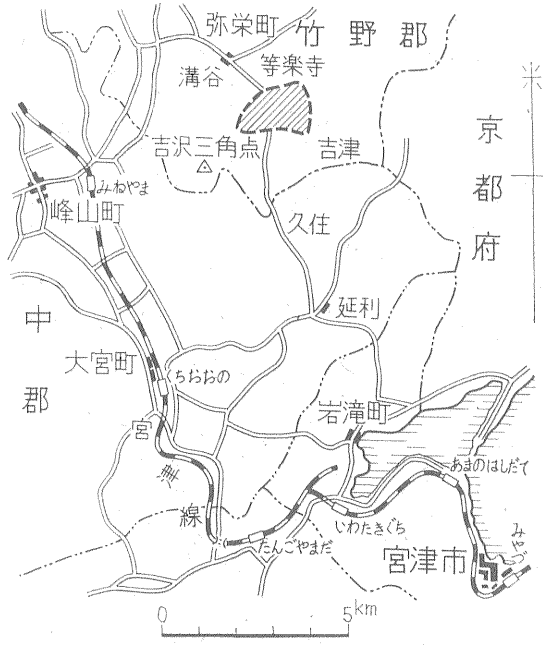 弥栄町
竹野郡
溝谷
等楽寺
吉沢三角点
吉津
京都府
みねやま
峰山町
久住
中郡
延利
大宮町
くちおおの
岩滝町
宮津線
あまのはしだて
いわたきぐち
たんごやまだ
宮津市
みやづ
0
5km